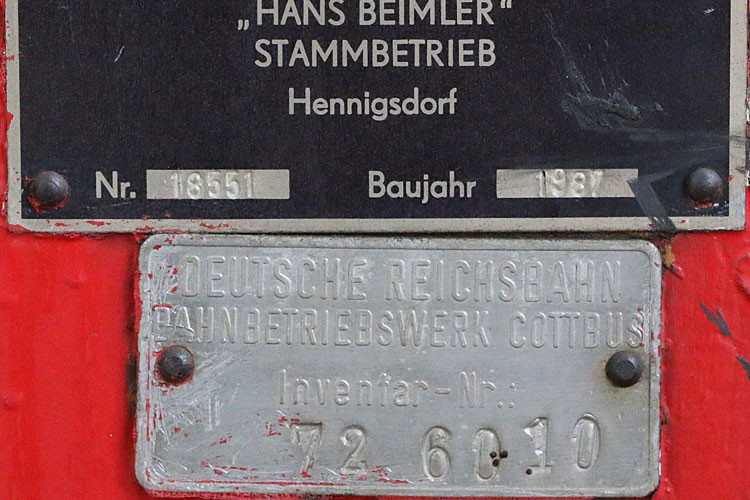 „HANS BEIMLER“
STAMMBETRIEB
Hennigsdorf
Nr. 18551 Baujahr 1987
DEUTSCHE REICHSBAHN
BAHNBETRIEBSWERK COTTBUS
Inventar-Nr.:
72 6010